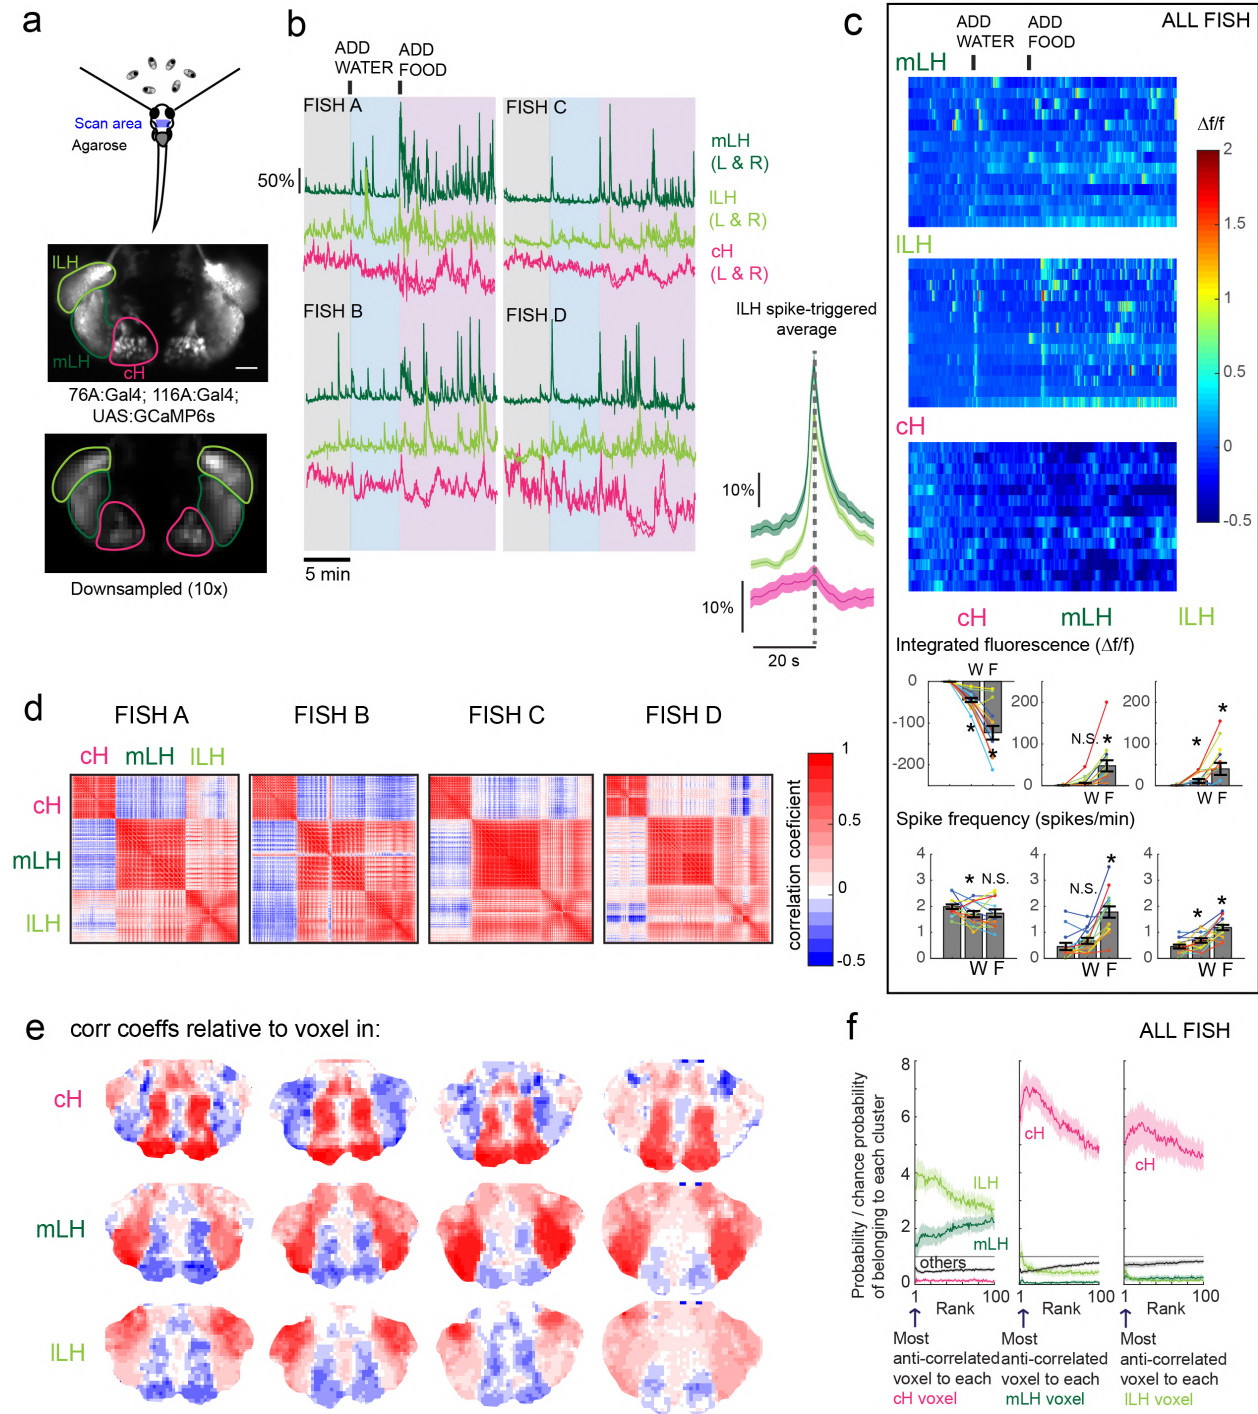 a
Scan area
Agarose
lLH
mLH
cH
76A:Gal4; 116A:Gal4;
UAS:GCaMP6s
Downsampled (10x)
b
ADD
WATER
ADD
FOOD
FISH A
FISH C
50%
mLH
(L & R)
lLH
(L & R)
cH
(L & R)
FISH B
FISH D
5 min
lLH spike-triggered
average
10%
10%
20 s
c
ADD
WATER
ADD
FOOD
ALL FISH
mLH
lLH
cH
Δf/f
2
1.5
1
0.5
0
-0.5
cH mLH lLH
Integrated fluorescence (Δf/f)
W F
0
-100
-200
*
*
200
100
0
N.S.
*
W F
200
100
0
*
*
W F
Spike frequency (spikes/min)
4
3
2
1
0
* N.S.
W F
4
3
2
1
0
N.S.
*
W F
4
3
2
1
0
*
*
W F
d
FISH A FISH B FISH C FISH D
cH mLH lLH
cH
mLH
lLH
1
0.5
0
-0.5
correlation coeficient
e
corr coeffs relative to voxel in:
cH
mLH
lLH
f
ALL FISH
Probability / chance probability
of belonging to each cluster
8
6
4
2
0
lLH
mLH
others
cH
cH
1 Rank 100
1 Rank 100
1 Rank 100
Most
anti-correlated
voxel to each
cH voxel
Most
anti-correlated
voxel to each
mLH voxel
Most
anti-correlated
voxel to each
lLH voxel